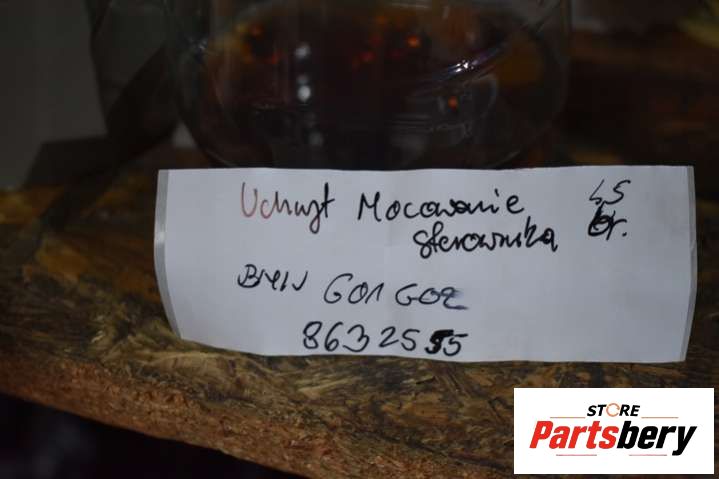 Uchwyt Mocowanie
sterownika
BMW G01 G02
8632555
STORE
Partsbery